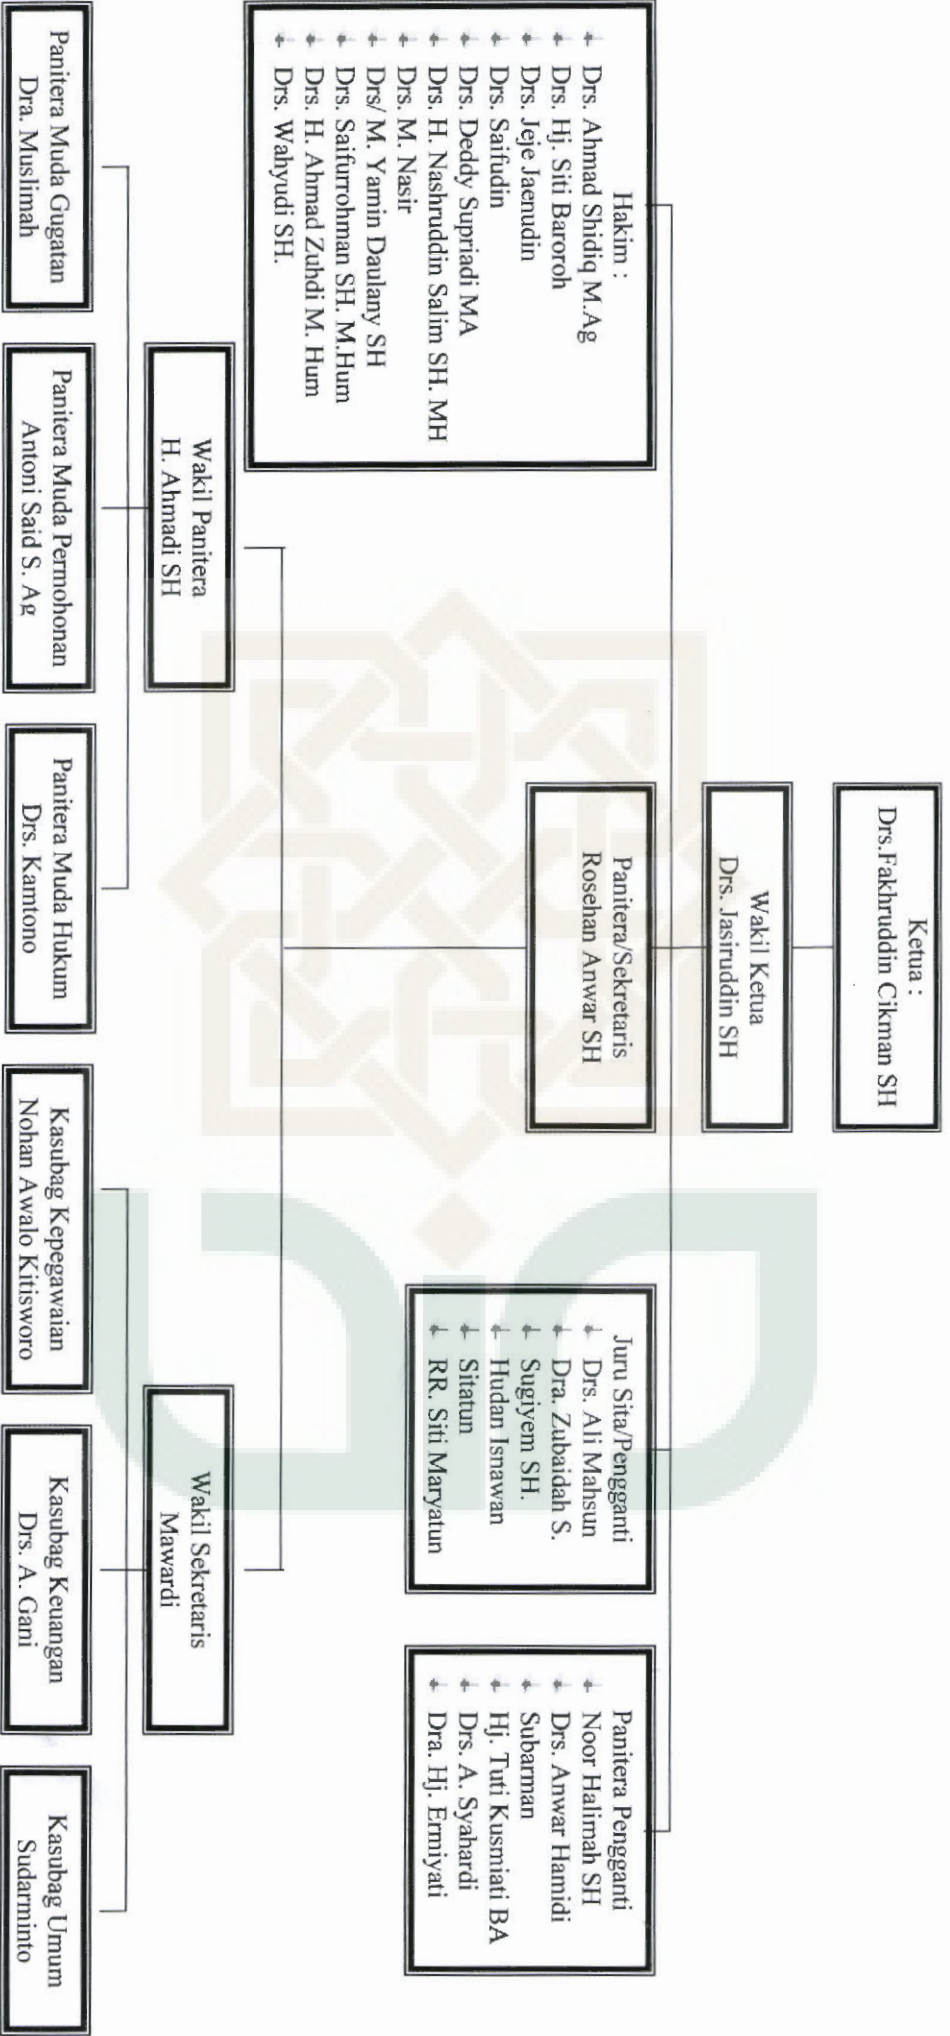 Ketua :
Drs.Fakhruddin Cikman SH
Wakil Ketua
Drs. Jasiruddin SH
Hakim :
Drs. Ahmad Shidiq M.Ag
Drs. Hj. Siti Baroroh
Drs. Jeje Jaenudin
Drs. Saifudin
Drs. Deddy Supriadi MA
Drs. H. Nashruddin Salim SH. MH
Drs. M. Nasir
Drs/ M. Yamin Daulany SH
Drs. Saifurrohman SH. M.Hum
Drs. H. Ahmad Zuhdi M. Hum
Drs. Wahyudi SH.
Panitera/Sekretaris
Rosehan Anwar SH
Juru Sita/Pengganti
Drs. Ali Mahsun
Dra. Zubaidah S.
Sugiyem SH.
Hudan Isnawan
Sitatun
RR. Siti Maryatun
Panitera Pengganti
Noor Halimah SH
Drs. Anwar Hamidi
Subarman
Hj. Tuti Kusmiati BA
Drs. A. Syahardi
Dra. Hj. Ermiyati
Wakil Panitera
H. Ahmadi SH
Wakil Sekretaris
Mawardi
Panitera Muda Gugatan
Dra. Muslimah
Panitera Muda Permohonan
Antoni Said S. Ag
Panitera Muda Hukum
Drs. Kamtono
Kasubag Kepegawaian
Nohan Awalo Kitisworo
Kasubag Keuangan
Drs. A. Gani
Kasubag Umum
Sudarminto